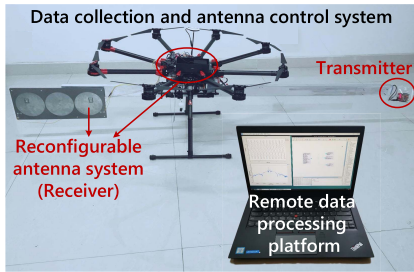 Data collection and antenna control system
Transmitter
Reconfigurable
antenna system
(Receiver)
Remote data
processing
platform